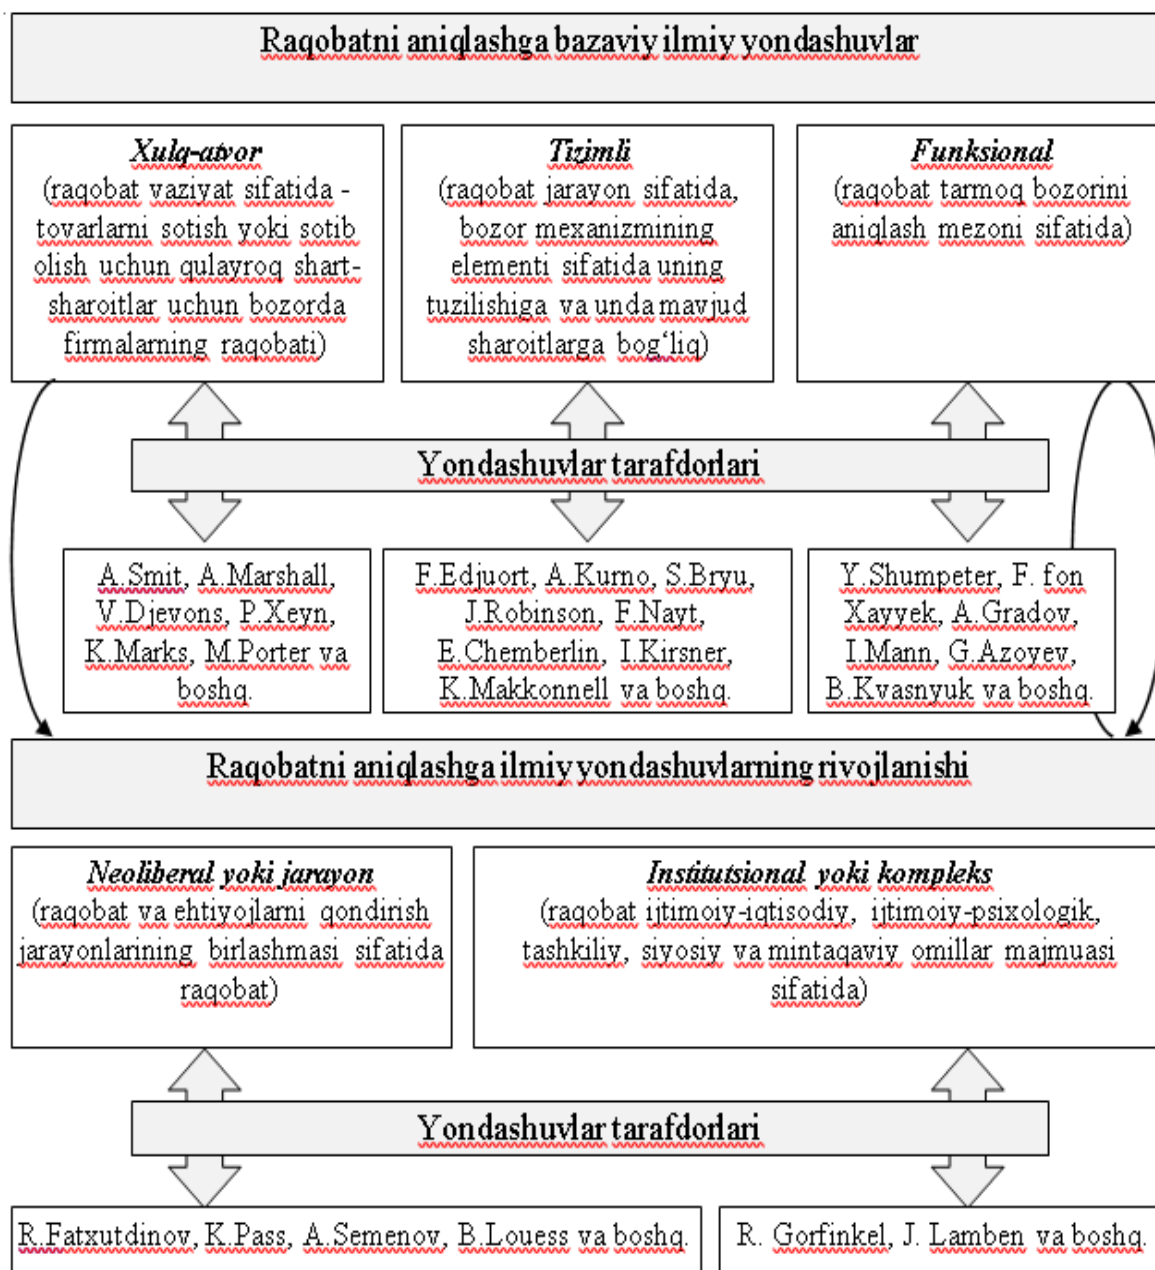 Raqobatni aniqlashga bazaviy ilmiy yondashuvlar
Xulq-atvor
(raqobat vaziyat sifatida -
tovarlarni sotish yoki sotib
olish uchun qulayroq shart-
sharoitlar uchun bozorda
firmalarning raqobati)
Tizimli
(raqobat jarayon sifatida,
bozor mexanizmining
elementi sifatida uning
tuzilishiga va unda mavjud
sharoitlarga bog‘liq)
Funksional
(raqobat tarmoq bozorini
aniqlash mezoni sifatida)
Yondashuvlar tarafdorlari
A.Smit, A.Marshall,
V.Djevons, P.Xeyn,
K.Marks, M.Porter va
boshq.
F.Edjuort, A.Kurno, S.Bryu,
J.Robinson, F.Nayt,
E.Chemberlin, I.Kirsner,
K.Makkonnell va boshq.
Y.Shumpeter, F. fon
Xayyek, A.Gradov,
I.Mann, G.Azoyev,
B.Kvasnyuk va boshq.
Raqobatni aniqlashga ilmiy yondashuvlarning rivojlanishi
Neoliberal yoki jarayon
(raqobat va ehtiyojlarni qondirish
jarayonlarining birlashmasi sifatida
raqobat)
Institutsional yoki kompleks
(raqobat ijtimoiy-iqtisodiy, ijtimoiy-psixologik,
tashkiliy, siyosiy va mintaqaviy omillar majmuasi
sifatida)
Yondashuvlar tarafdorlari
R.Fatxutdinov, K.Pass, A.Semenov, B.Louess va boshq.
R. Gorfinkel, J. Lamben va boshq.